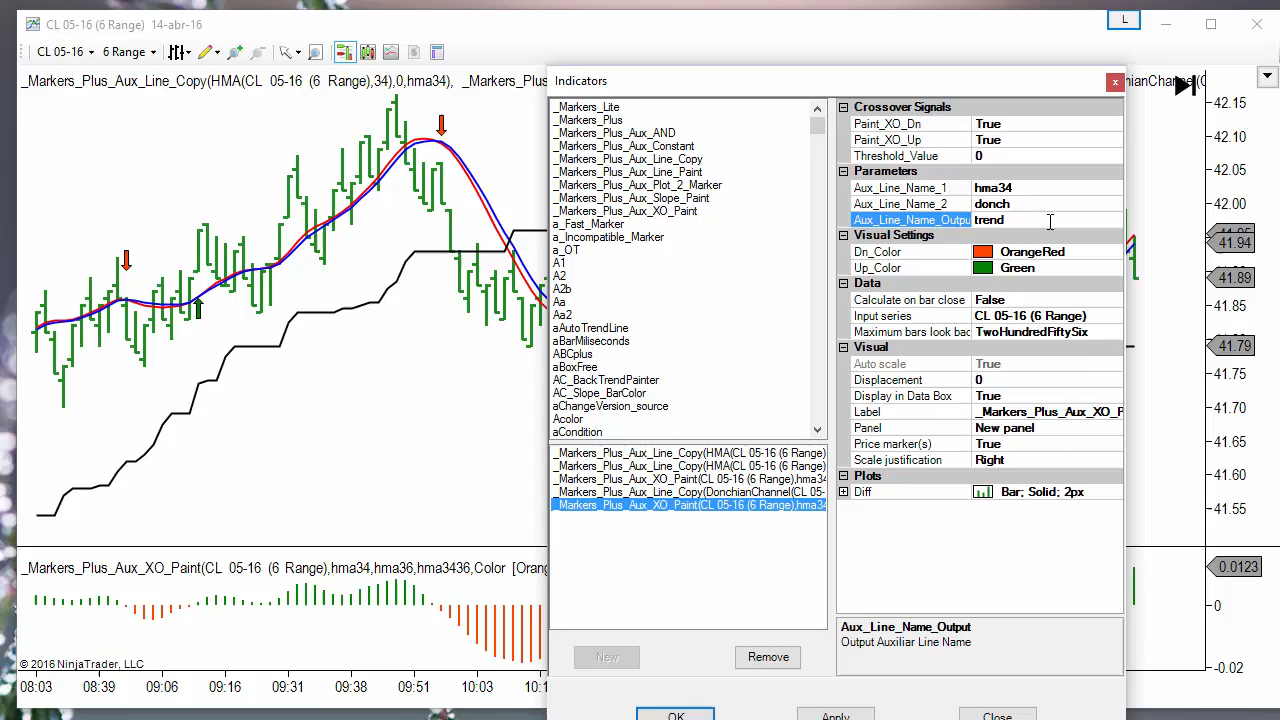 CL 05-16 (6 Range)  14-abr-16
L
CL 05-16
6 Range
_Markers_Plus_Aux_Line_Copy(HMA(CL 05-16 (6 Range),34),0,hma34),  _Markers_Plus
Indicators
x
_Markers_Lite
_Markers_Plus
_Markers_Plus_Aux_AND
_Markers_Plus_Aux_Constant
_Markers_Plus_Aux_Line_Copy
_Markers_Plus_Aux_Line_Paint
_Markers_Plus_Aux_Plot_2_Marker
_Markers_Plus_Aux_Slope_Paint
_Markers_Plus_Aux_XO_Paint
a_Fast_Marker
a_Incompatible_Marker
a_OT
A1
A2
A2b
Aa
Aa2
aAutoTrendLine
aBarMiliseconds
ABCplus
aBoxFree
AC_BackTrendPainter
AC_Slope_BarColor
aChangeVersion_source
Acolor
aCondition
_Markers_Plus_Aux_Line_Copy(HMA(CL 05-16 (6 Range)
_Markers_Plus_Aux_Line_Copy(HMA(CL 05-16 (6 Range)
_Markers_Plus_Aux_XO_Paint(CL 05-16 (6 Range),hma34
_Markers_Plus_Aux_Line_Copy(DonchianChannel(CL 05-
_Markers_Plus_Aux_XO_Paint(CL 05-16 (6 Range),hma34
New
Remove
Crossover Signals
Paint_XO_Dn True
Paint_XO_Up True
Threshold_Value 0
Parameters
Aux_Line_Name_1 hma34
Aux_Line_Name_2 donch
Aux_Line_Name_Outpu trend
Visual Settings
Dn_Color OrangeRed
Up_Color Green
Data
Calculate on bar close False
Input series CL 05-16 (6 Range)
Maximum bars look bac TwoHundredFiftySix
Visual
Auto scale True
Displacement 0
Display in Data Box True
Label _Markers_Plus_Aux_XO_P
Panel New panel
Price marker(s) True
Scale justification Right
Plots
Diff Bar; Solid; 2px
Aux_Line_Name_Output
Output Auxiliar Line Name
OK
Apply
Close
42.15
42.10
42.05
42.00
41.94
41.89
41.85
41.79
41.75
41.70
41.65
41.60
41.55
_Markers_Plus_Aux_XO_Paint(CL 05-16 (6 Range),hma34,hma36,hma3436,Color [Oran
0.0123
0
-0.02
© 2016 NinjaTrader, LLC
08:03 08:39 09:06 09:16 09:31 09:38 09:51 10:03 10:1